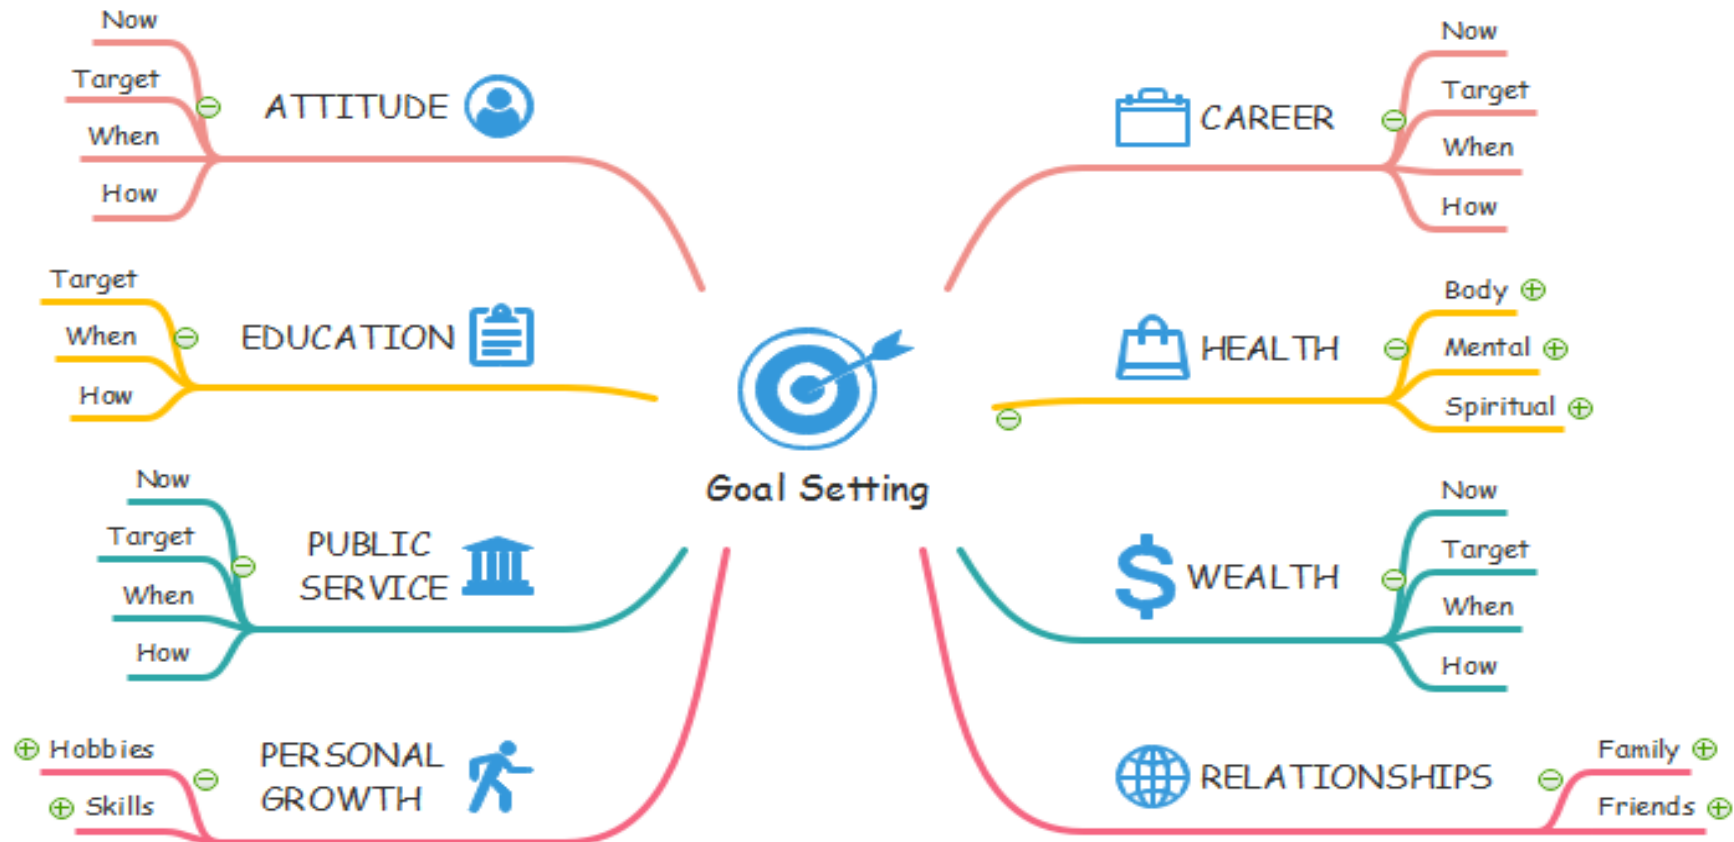 Now
Target
ATTITUDE
When
How
Target
When
EDUCATION
How
Now
Target
PUBLIC
SERVICE
When
How
Hobbies
PERSONAL
GROWTH
Skills
Goal Setting
Now
Target
CAREER
When
How
Body
HEALTH
Mental
Spiritual
Now
Target
WEALTH
When
How
RELATIONSHIPS
Family
Friends